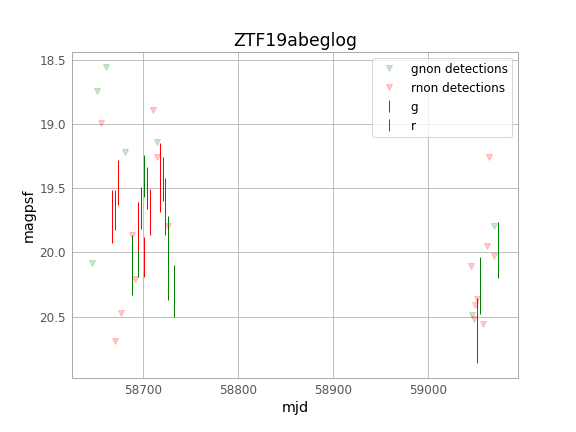 ZTF19abeglog
gnon detections
rnon detections
g
r
magpsf
18.5
19.0
19.5
20.0
20.5
58700
58800
58900
59000
mjd